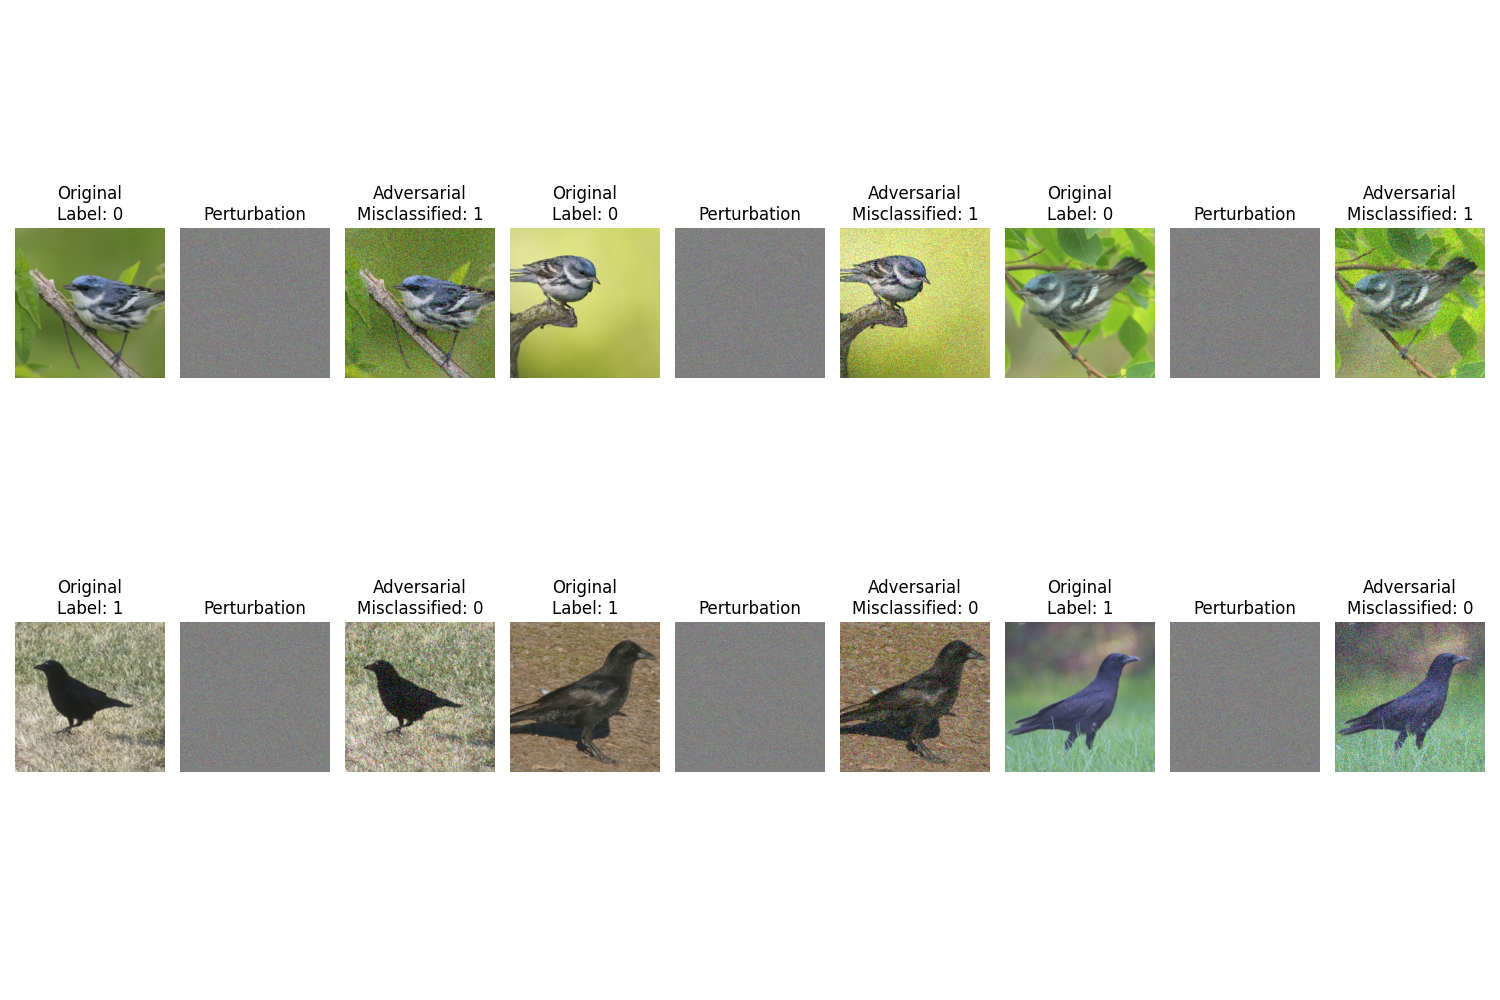 Original
Label: 0
Perturbation
Adversarial
Misclassified: 1
Original
Label: 0
Perturbation
Adversarial
Misclassified: 1
Original
Label: 0
Perturbation
Adversarial
Misclassified: 1
Original
Label: 1
Perturbation
Adversarial
Misclassified: 0
Original
Label: 1
Perturbation
Adversarial
Misclassified: 0
Original
Label: 1
Perturbation
Adversarial
Misclassified: 0